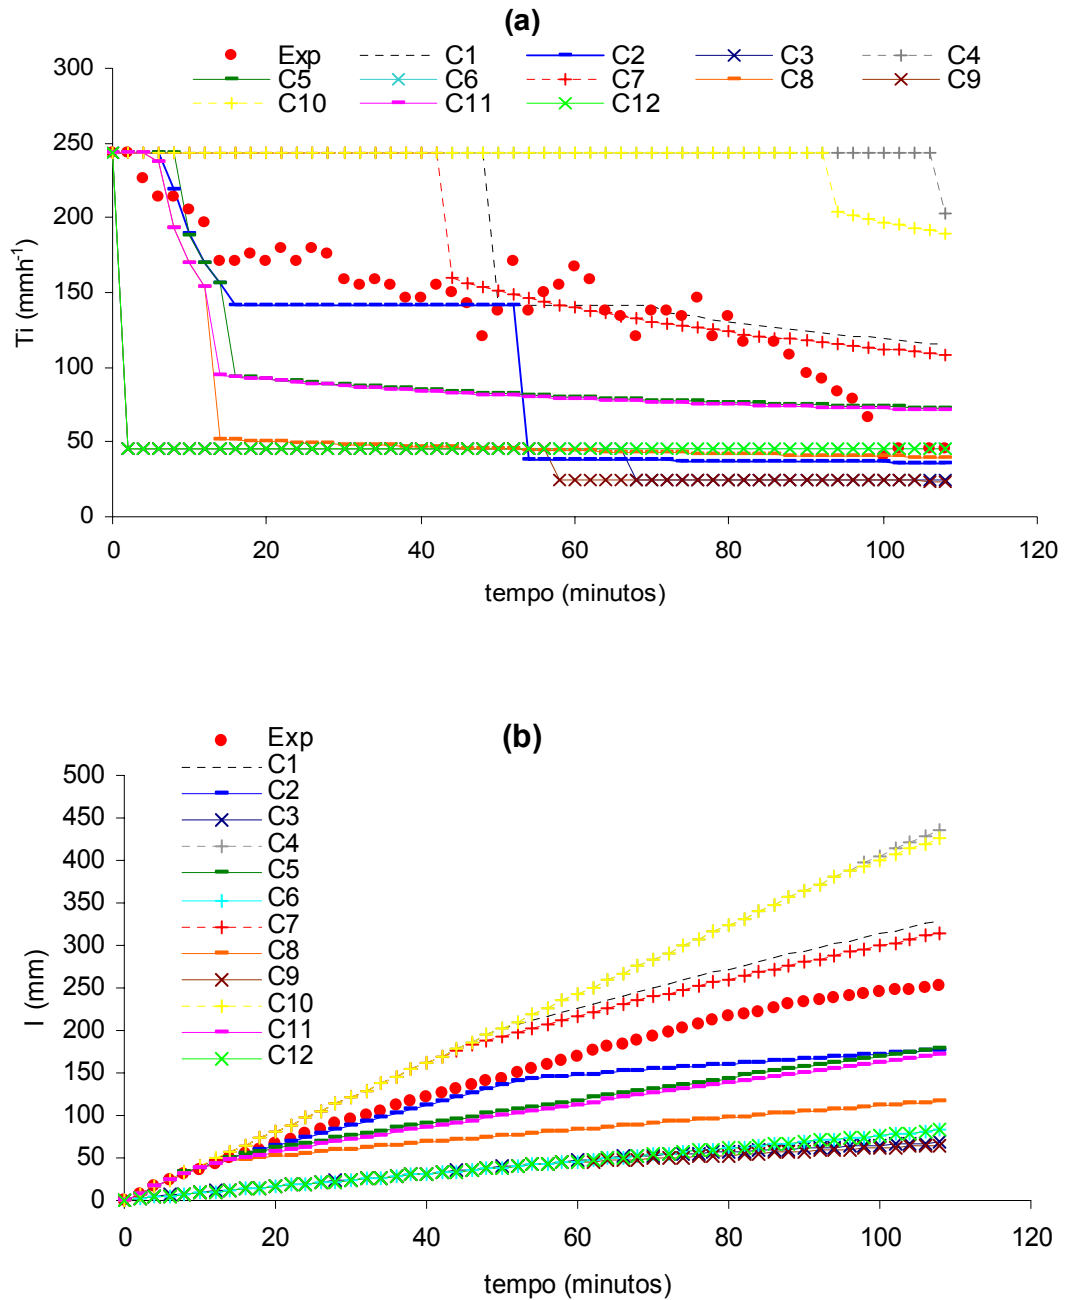 (a)
Exp C1 C2 C3 C4
C5 C6 C7 C8 C9
C10 C11 C12
300
250
200
150
100
50
0
Ti (mmh-1)
0 20 40 60 80 100 120
tempo (minutos)
(b)
Exp
C1
C2
C3
C4
C5
C6
C7
C8
C9
C10
C11
C12
500
450
400
350
300
250
200
150
100
50
0
I (mm)
0 20 40 60 80 100 120
tempo (minutos)